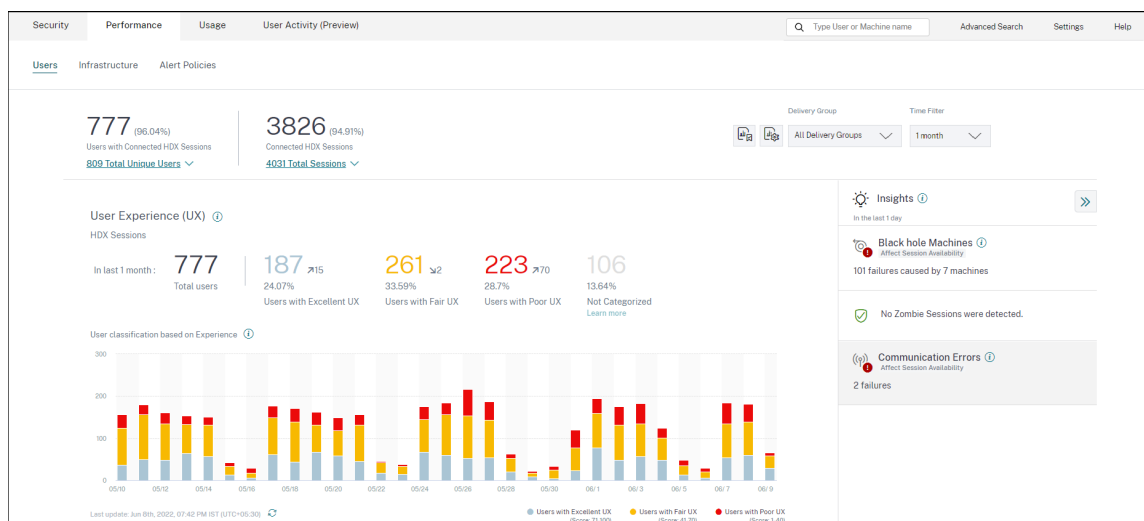 Security Performance Usage User Activity (Preview) Type User or Machine name Advanced Search Settings Help
Users Infrastructure Alert Policies
777 (96.04%)
Users with Connected HDX Sessions
809 Total Unique Users
3826 (94.91%)
Connected HDX Sessions
4031 Total Sessions
Delivery Group
All Delivery Groups
Time Filter
1 month
User Experience (UX)
HDX Sessions
In last 1 month :
777
Total users
187 15
24.07%
Users with Excellent UX
261 2
33.59%
Users with Fair UX
223 70
28.7%
Users with Poor UX
106
13.64%
Not Categorized
Learn more
User classification based on Experience
300
200
100
0
05/10 05/12 05/14 05/16 05/18 05/20 05/22 05/24 05/26 05/28 05/30 06/1 06/3 06/5 06/7 06/9
Last update: Jun 8th, 2022, 07:42 PM IST (UTC+05:30)
Users with Excellent UX Users with Fair UX Users with Poor UX
(Score: 71-100) (Score: 41-70) (Score: 1-40)
Insights
In the last 1 day
Black hole Machines
Affect Session Availability
101 failures caused by 7 machines
No Zombie Sessions were detected.
Communication Errors
Affect Session Availability
2 failures